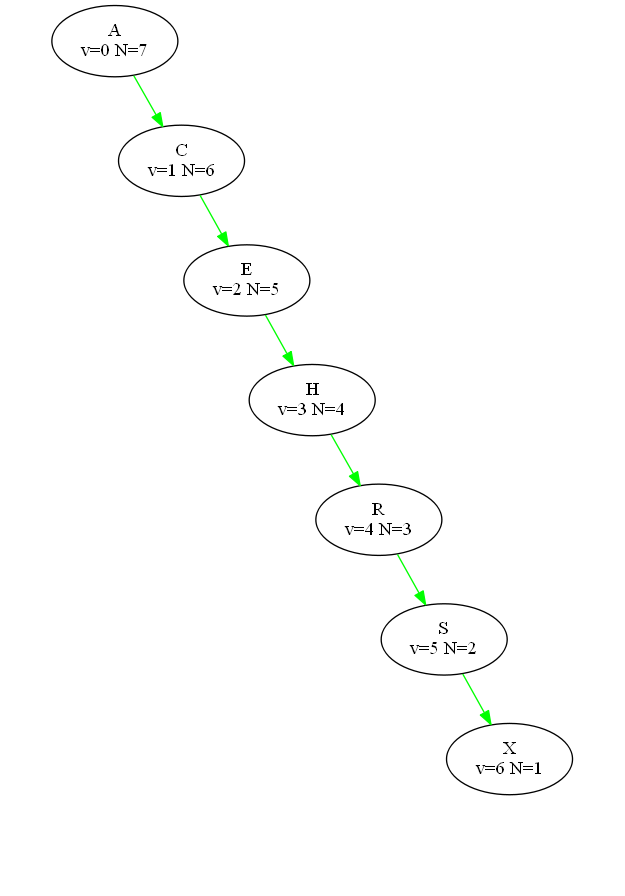 A
v=0 N=7
C
v=1 N=6
E
v=2 N=5
H
v=3 N=4
R
v=4 N=3
S
v=5 N=2
X
v=6 N=1